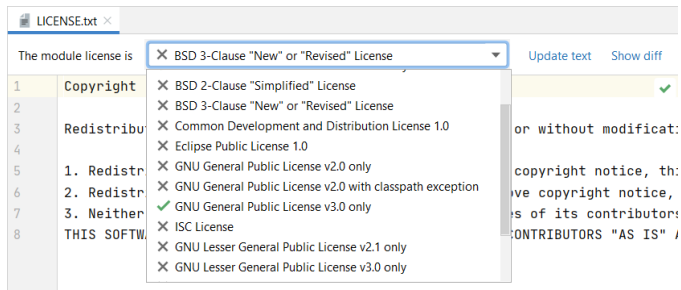 LICENSE.txt
The module license is
BSD 3-Clause "New" or "Revised" License
Update text
Show diff
BSD 2-Clause "Simplified" License
BSD 3-Clause "New" or "Revised" License
Common Development and Distribution License 1.0
Eclipse Public License 1.0
GNU General Public License v2.0 only
GNU General Public License v2.0 with classpath exception
GNU General Public License v3.0 only
ISC License
GNU Lesser General Public License v2.1 only
GNU Lesser General Public License v3.0 only
1 Copyright
2
3 Redistribu or without modificati
4
5 1. Redistr copyright notice, thi
6 2. Redistr ve copyright notice,
7 3. Neither s of its contributors
8 THIS SOFTW CONTRIBUTORS "AS IS" A